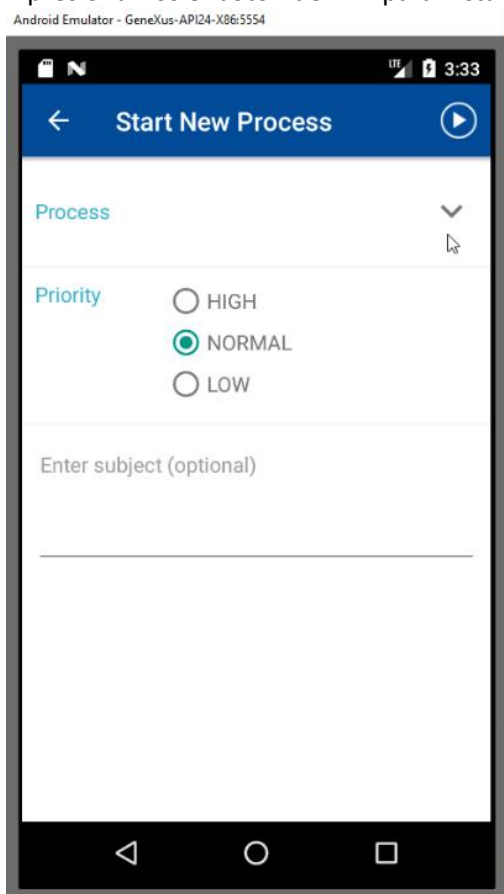 Android Emulator - GeneXus-API24-X86:5554
LTE 3:33
Start New Process
Process
Priority
HIGH
NORMAL
LOW
Enter subject (optional)